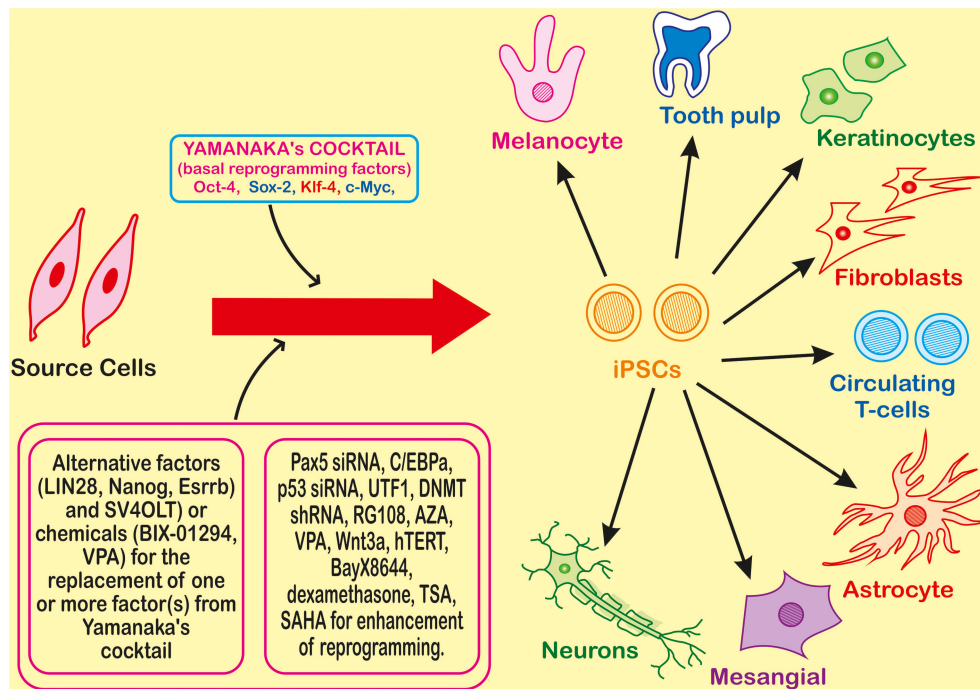 YAMANAKA's COCKTAIL
(basal reprogramming factors)
Oct-4, Sox-2, Klf-4, c-Myc,
Source Cells
Alternative factors
(LIN28, Nanog, Esrrb)
and SV4OLT) or
chemicals (BIX-01294,
VPA) for the
replacement of one
or more factor(s) from
Yamanaka's
cocktail
Pax5 siRNA, C/EBPa,
p53 siRNA, UTF1, DNMT
shRNA, RG108, AZA,
VPA, Wnt3a, hTERT,
BayX8644,
dexamethasone, TSA,
SAHA for enhancement
of reprogramming.
iPSCs
Melanocyte
Tooth pulp
Keratinocytes
Fibroblasts
Circulating
T-cells
Astrocyte
Mesangial
Neurons